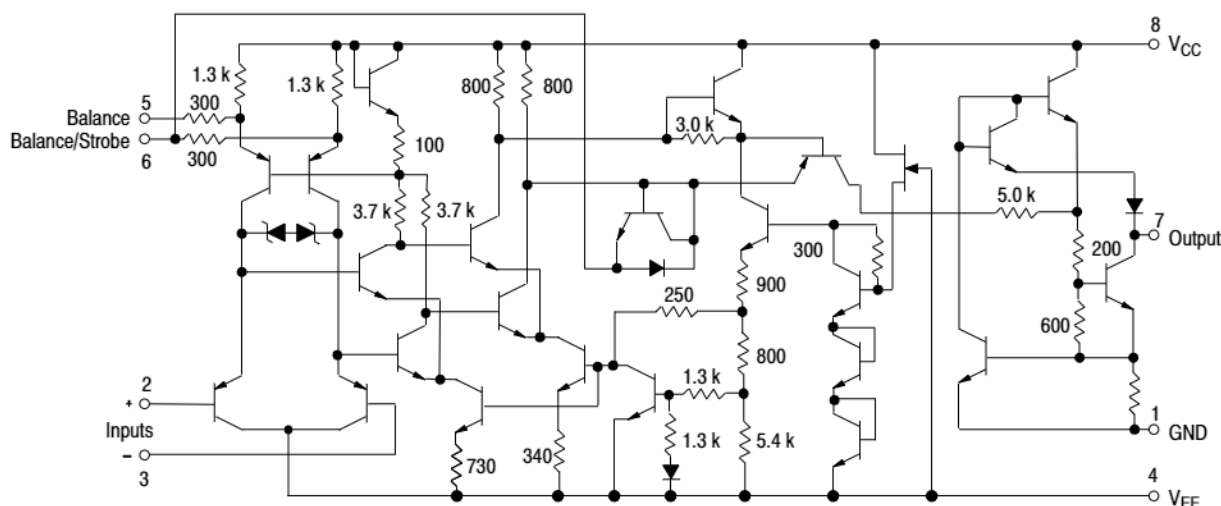 8
V_CC
1.3 k
1.3 k
800
800
Balance
5
300
3.0 k
Balance/Strobe
6
300
100
3.7 k
3.7 k
5.0 k
7
Output
300
200
900
250
600
800
2
+
1.3 k
Inputs
1.3 k
5.4 k
1
GND
–
3
730
340
4
V_EE